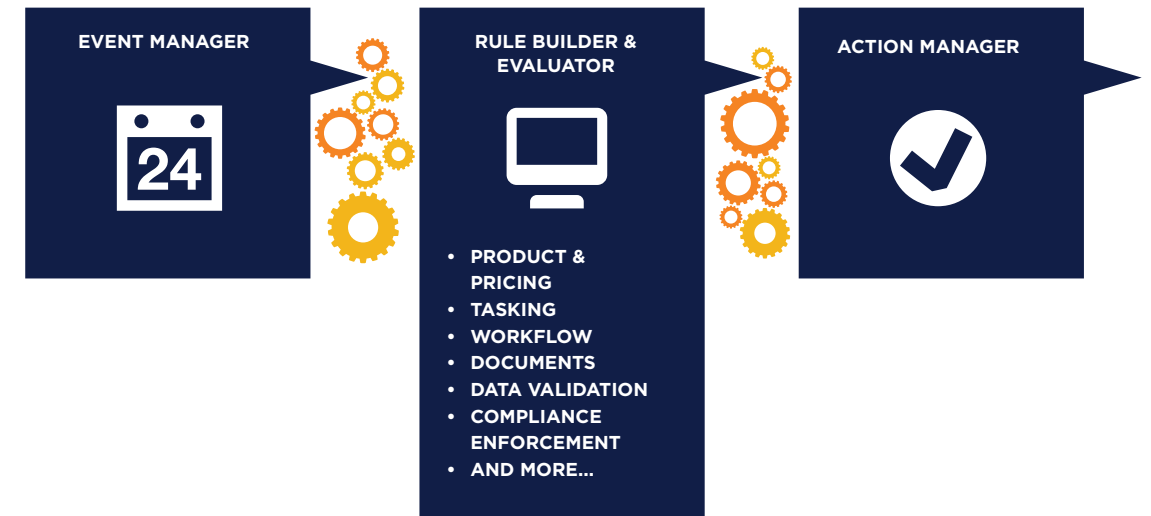 EVENT MANAGER
24
RULE BUILDER &
EVALUATOR
• PRODUCT &
PRICING
• TASKING
• WORKFLOW
• DOCUMENTS
• DATA VALIDATION
• COMPLIANCE
ENFORCEMENT
• AND MORE...
ACTION MANAGER